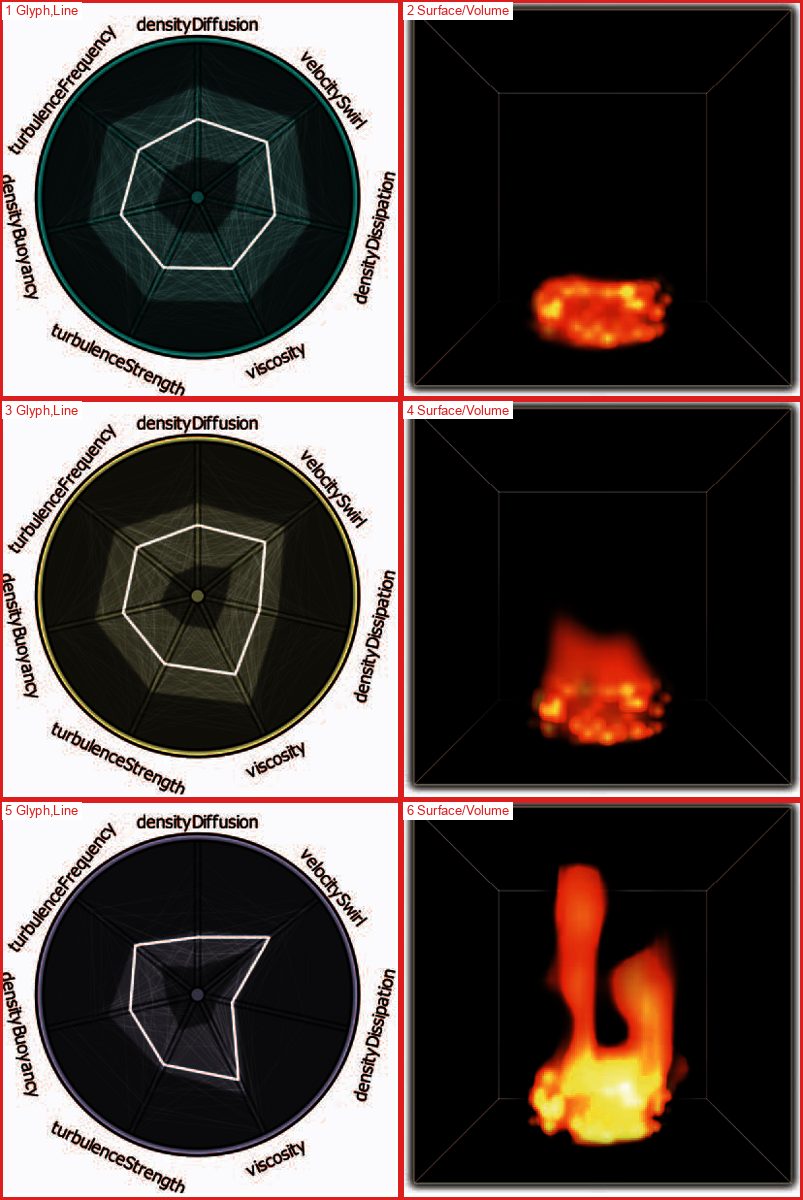 1 Glyph,Line
densityDiffusion
velocitySwirl
turbulenceFrequency
densityDissipation
densityBuoyancy
turbulenceStrength
viscosity
2 Surface/Volume
3 Glyph,Line
densityDiffusion
velocitySwirl
turbulenceFrequency
densityDissipation
densityBuoyancy
turbulenceStrength
viscosity
4 Surface/Volume
5 Glyph,Line
densityDiffusion
velocitySwirl
turbulenceFrequency
densityDissipation
densityBuoyancy
turbulenceStrength
viscosity
6 Surface/Volume